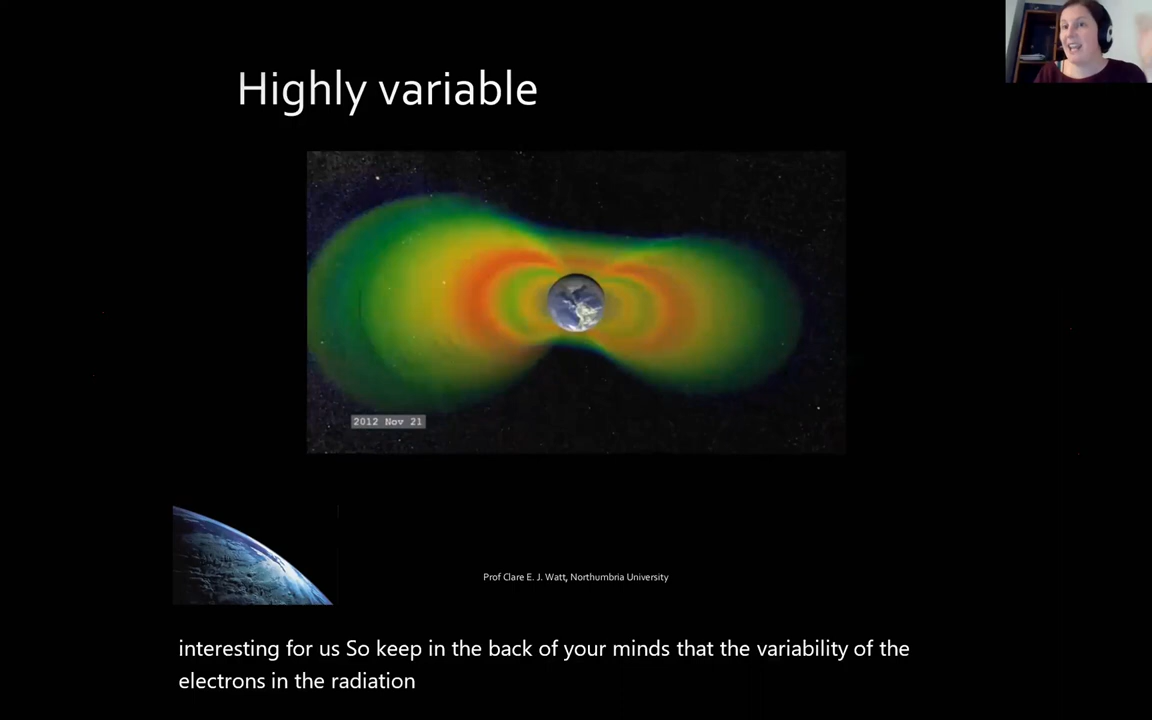 Highly variable
2012 Nov 21
Prof Clare E. J. Watt, Northumbria University
interesting for us So keep in the back of your minds that the variability of the
electrons in the radiation